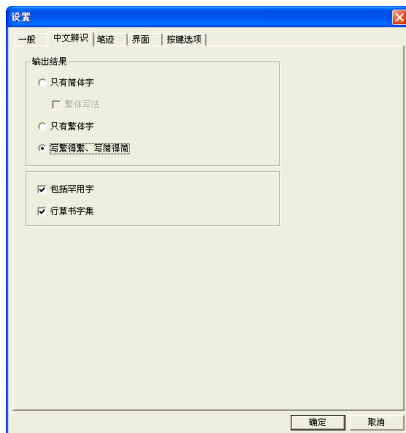 设置
一般 中文辨识 笔迹 界面 按键选项
输出结果
只有简体字
繁体写法
只有繁体字
写繁得繁、写简得简
包括罕用字
行草书字集
确定 取消